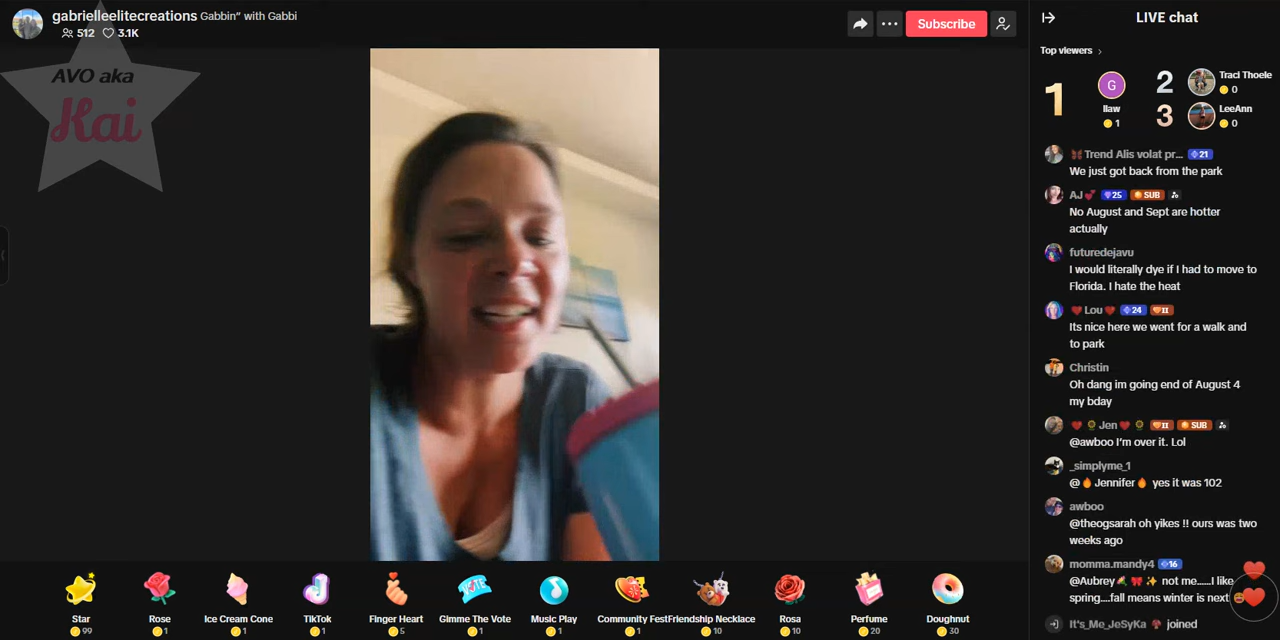 gabrielleelitecreations Gabbin" with Gabbi
512 3.1K
AVO aka
Kai
Subscribe
LIVE chat
Top viewers
1
G
llaw
1
2
Traci Thoele
0
3
LeeAnn
0
Trend Alis volat pr... 21
We just got back from the park
AJ 25 SUB
No August and Sept are hotter
actually
futuredejavu
I would literally dye if I had to move to
Florida. I hate the heat
Lou 24 II
Its nice here we went for a walk and
to park
Christin
Oh dang im going end of August 4
my bday
Jen II SUB
@awboo I'm over it. Lol
_simplyme_1
@🔥Jennifer🔥 yes it was 102
awboo
@theogsarah oh yikes !! ours was two
weeks ago
momma.mandy4 16
@Aubrey not me......I like
spring....fall means winter is next
It's_Me_JeSyKa joined
Star
99
Rose
1
Ice Cream Cone
1
TikTok
1
Finger Heart
5
VOTE
Gimme The Vote
1
Music Play
1
Community Fest
1
Friendship Necklace
10
Rosa
10
Perfume
20
Doughnut
30